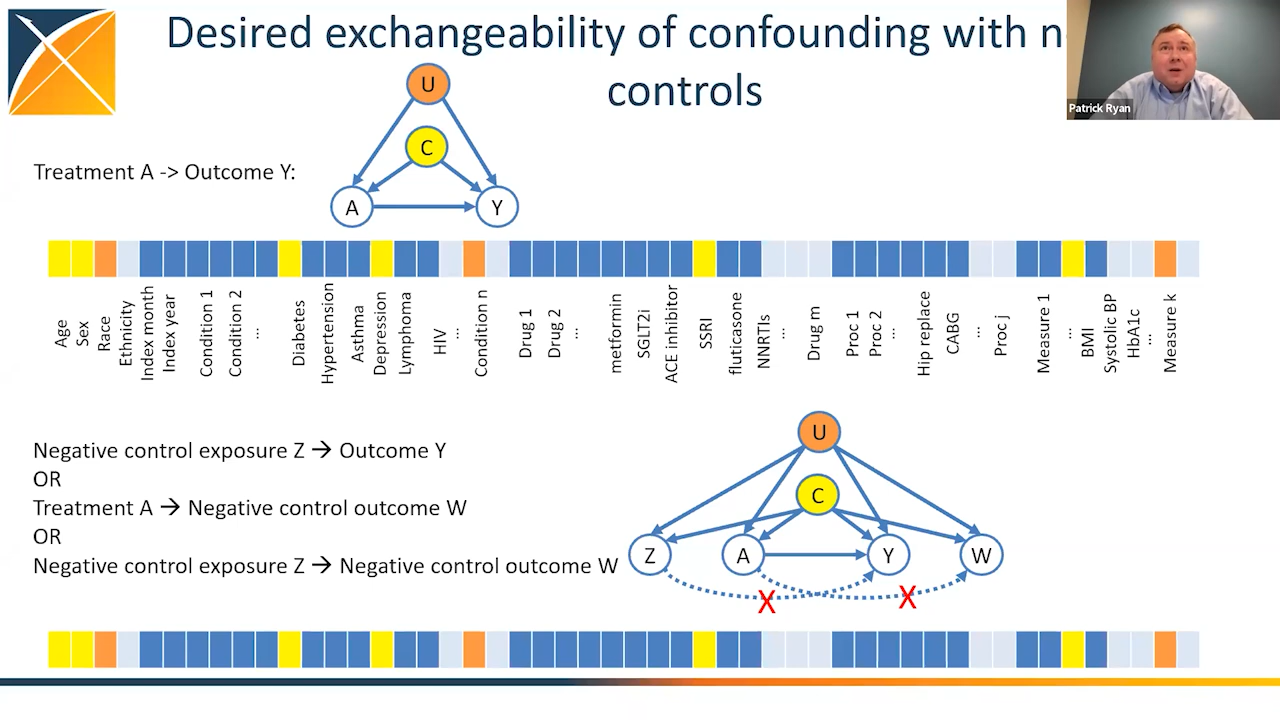 Desired exchangeability of confounding with
controls
Patrick Ryan
U
C
Treatment A -> Outcome Y:
A
Y
Age
Sex
Race
Ethnicity
Index month
Index year
Condition 1
Condition 2
...
Diabetes
Hypertension
Asthma
Depression
Lymphoma
HIV
...
Condition n
Drug 1
Drug 2
...
metformin
SGLT2i
ACE inhibitor
SSRI
fluticasone
NNRTIs
...
Drug m
Proc 1
Proc 2
...
Hip replace
CABG
...
Proc j
Measure 1
...
BMI
Systolic BP
HbA1c
...
Measure k
U
Negative control exposure Z → Outcome Y
OR
C
Treatment A → Negative control outcome W
OR
Negative control exposure Z → Negative control outcome W
Z
A
Y
W
X
X